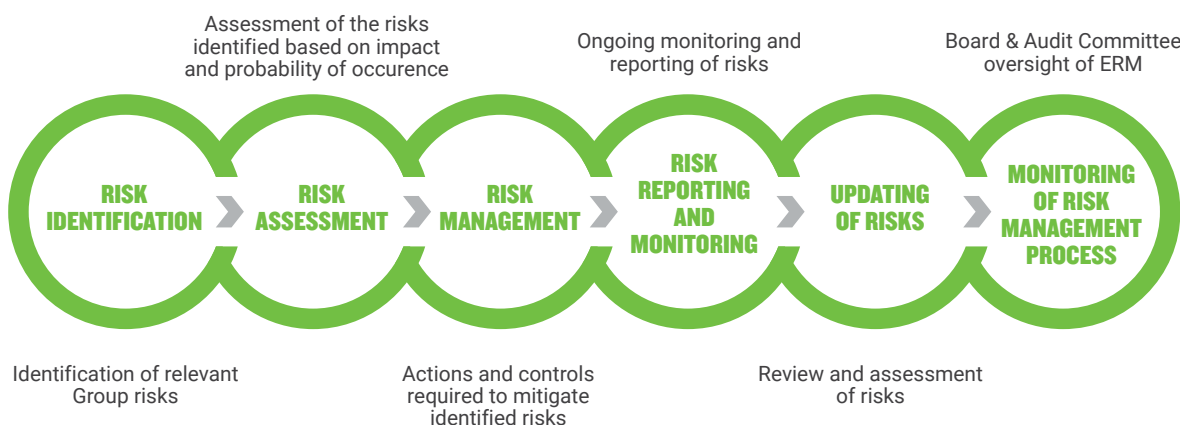 Assessment of the risks
identified based on impact
and probability of occurence
Ongoing monitoring and
reporting of risks
Board & Audit Committee
oversight of ERM
RISK
IDENTIFICATION
RISK
ASSESSMENT
RISK
MANAGEMENT
RISK
REPORTING
AND
MONITORING
UPDATING
OF RISKS
MONITORING
OF RISK
MANAGEMENT
PROCESS
Identification of relevant
Group risks
Actions and controls
required to mitigate
identified risks
Review and assessment
of risks